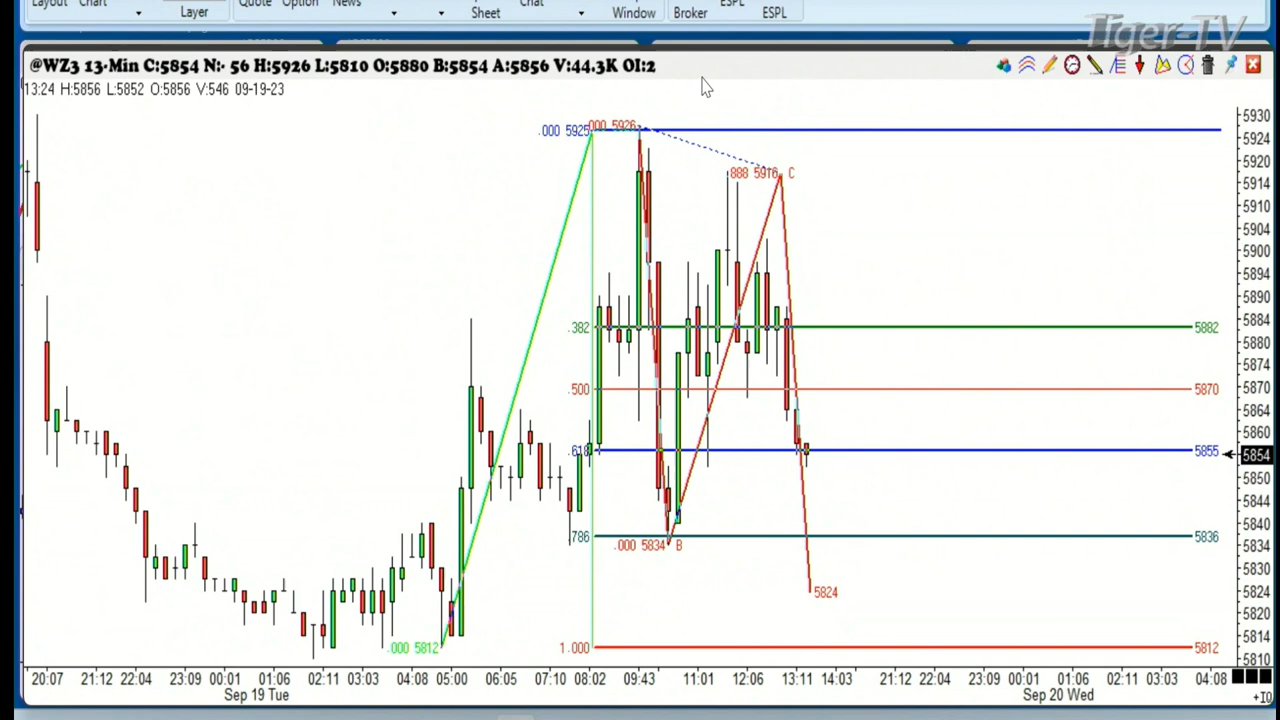 Layout Chart Layer Quote Option News Sheet Chat Window Broker ESPL ESPL
Tiger-TV
@WZ3 13-Min C:5854 N:- 56 H:5926 L:5810 O:5880 B:5854 A:5856 V:44.3K OI:2
13:24 H:5856 L:5852 O:5856 V:546 09-19-23
5930
.000 5925 .000 5926 5924
5920
.888 5916 C 5914
5910
5904
5900
5894
5890
5884
.382 5882
5880
5874
.500 5870 5870
5864
5860
.618 5855 5854
5850
5844
5840
.786 5836
.000 5834 B 5834
5830
5824 5824
5820
5814
.000 5812 1.000 5812
5810
20:07 21:12 22:04 23:09 00:01 01:06 02:11 03:03 04:08 05:00 06:05 07:10 08:02 09:43 11:01 12:06 13:11 14:03 21:00 22:04 23:09 00:01 01:06 02:11 03:03 04:08
Sep 19 Tue Sep 20 Wed